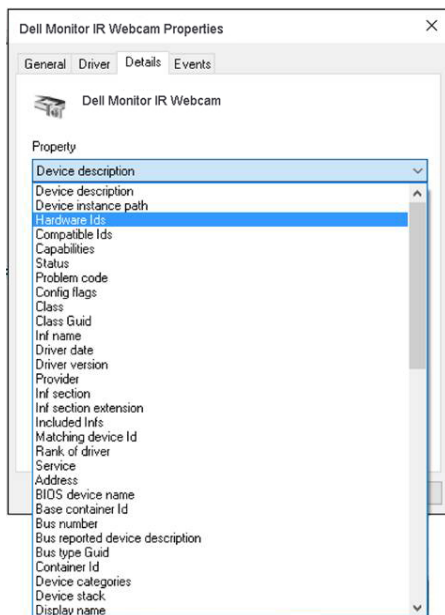 Dell Monitor IR Webcam Properties
General Driver Details Events
Dell Monitor IR Webcam
Property
Device description
Device description
Device instance path
Hardware Ids
Compatible Ids
Capabilities
Status
Problem code
Config flags
Class
Class Guid
Inf name
Driver date
Driver version
Provider
Inf section
Inf section extension
Included Infs
Matching device Id
Rank of driver
Service
Address
BIOS device name
Base container Id
Bus number
Bus reported device description
Bus type Guid
Container Id
Device categories
Device stack
Display name